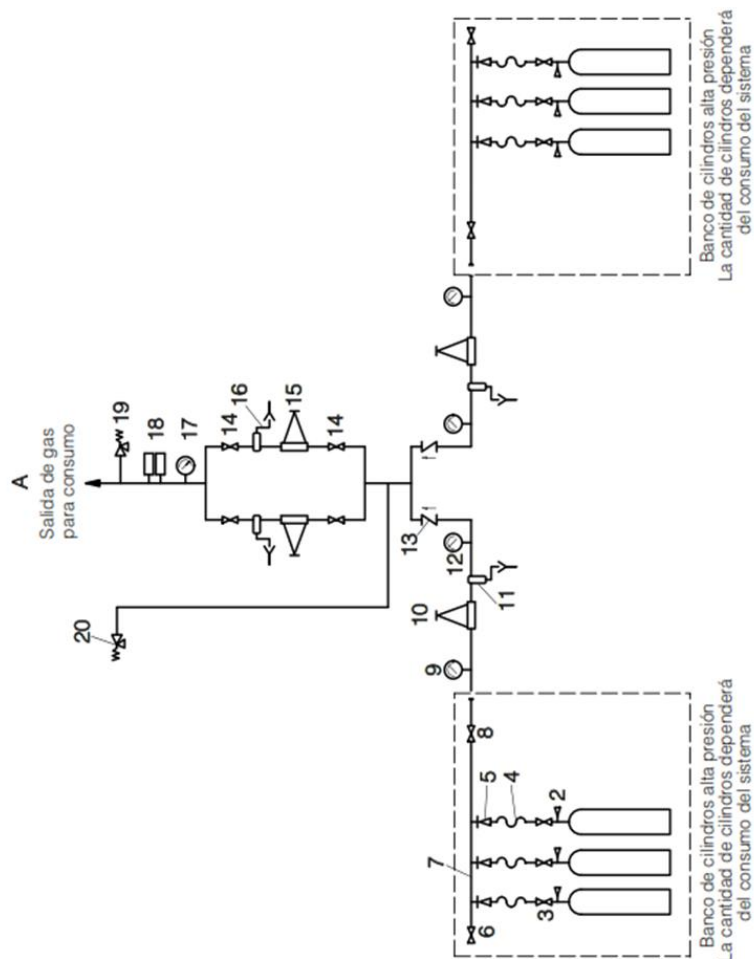 A
Salida de gas
para consumo
19
18
17
14
16
15
14
20
13
12
11
10
9
Banco de cilindros alta presión
La cantidad de cilindros dependerá
del consumo del sistema
8
7
5
4
2
6
3
Banco de cilindros alta presión
La cantidad de cilindros dependerá
del consumo del sistema